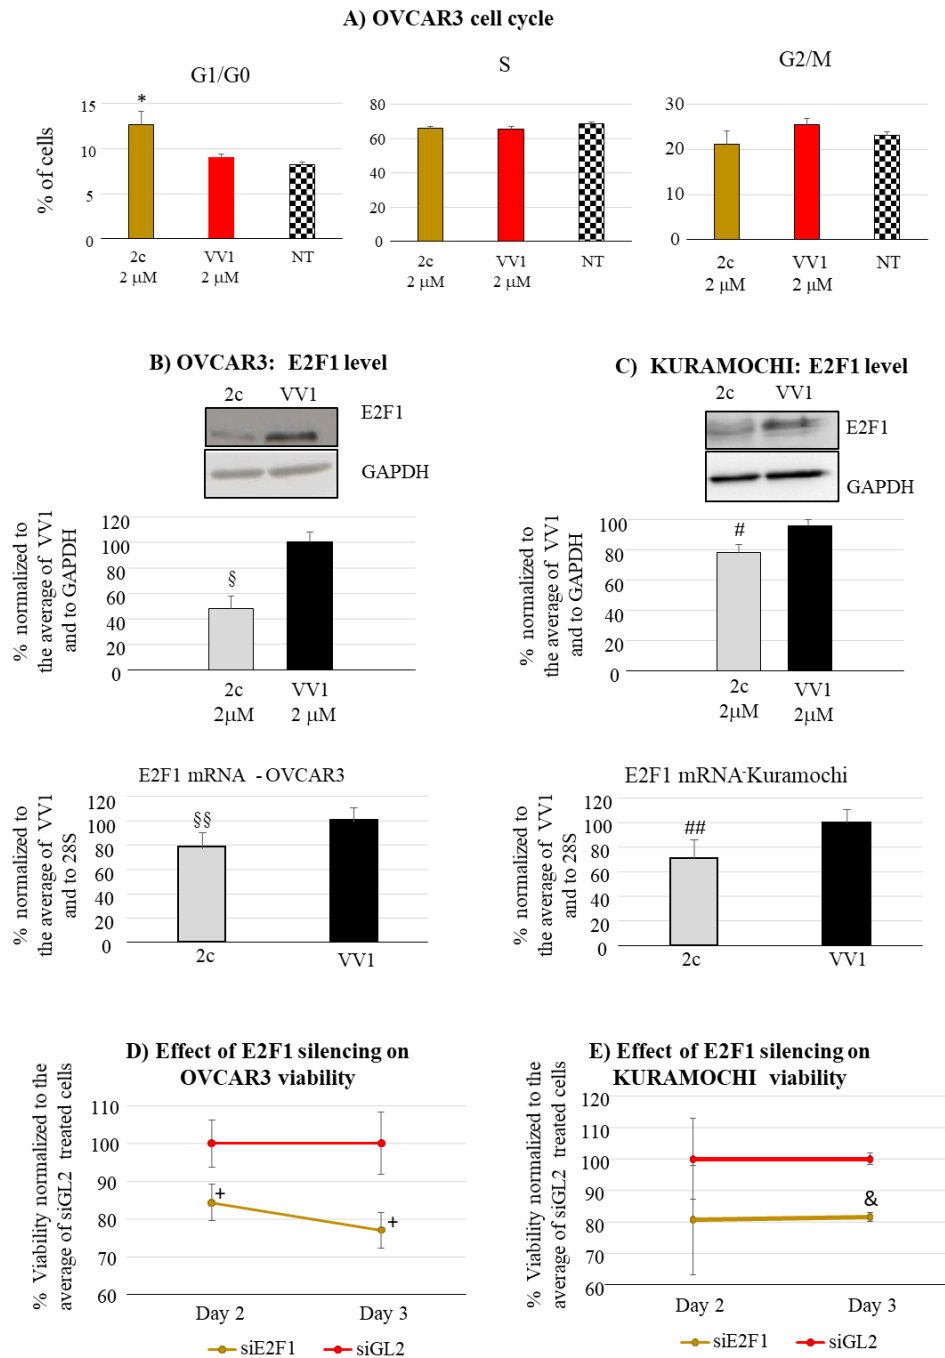 A) OVCAR3 cell cycle
G1/G0
S
G2/M
% of cells
15
10
5
0
*
2c
2 μM
VV1
2 μM
NT
80
60
40
20
0
2c
2 μM
VV1
2 μM
NT
30
20
10
0
2c
2 μM
VV1
2 μM
NT
B) OVCAR3: E2F1 level
2c VV1
E2F1
GAPDH
% normalized to
the average of VV1
and to GAPDH
120
100
80
60
40
20
0
§
2c
2μM
VV1
2 μM
C) KURAMOCHI: E2F1 level
2c VV1
E2F1
GAPDH
% normalized to
the average of VV1
and to GAPDH
100
80
60
40
20
0
#
2c
2μM
VV1
2μM
E2F1 mRNA - OVCAR3
% normalized to
the average of VV1
and to 28S
120
100
80
60
40
20
0
§§
2c
VV1
E2F1 mRNA-Kuramochi
% normalized to
the average of VV1
and to 28S
120
100
80
60
40
20
0
##
2c
VV1
D) Effect of E2F1 silencing on
OVCAR3 viability
% Viability normalized to the
average of siGL2 treated cells
110
100
90
80
70
60
+
+
Day 2
Day 3
siE2F1
siGL2
E) Effect of E2F1 silencing on
KURAMOCHI viability
% Viability normalized to the
average of siGL2 treated cells
120
110
100
90
80
70
60
&
Day 2
Day 3
siE2F1
siGL2